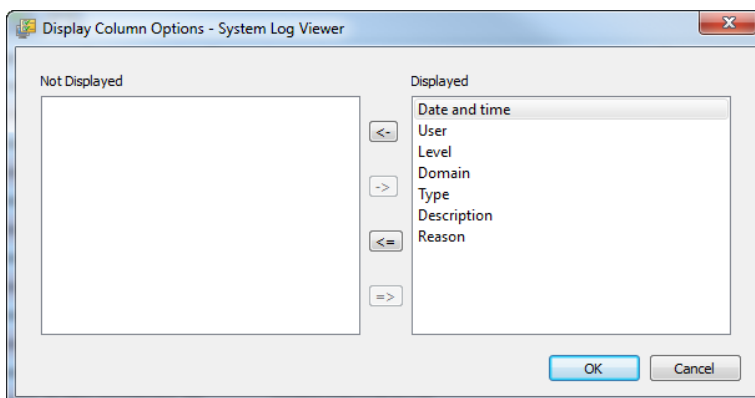 Display Column Options - System Log Viewer
Not Displayed
Displayed
<-
->
<=
=>
Date and time
User
Level
Domain
Type
Description
Reason
OK
Cancel